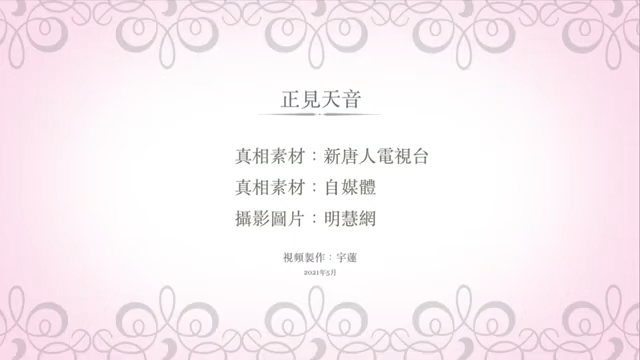 正見天音
真相素材：新唐人電視台
真相素材：自媒體
攝影圖片：明慧網
視頻製作：宇蓮
2021年5月